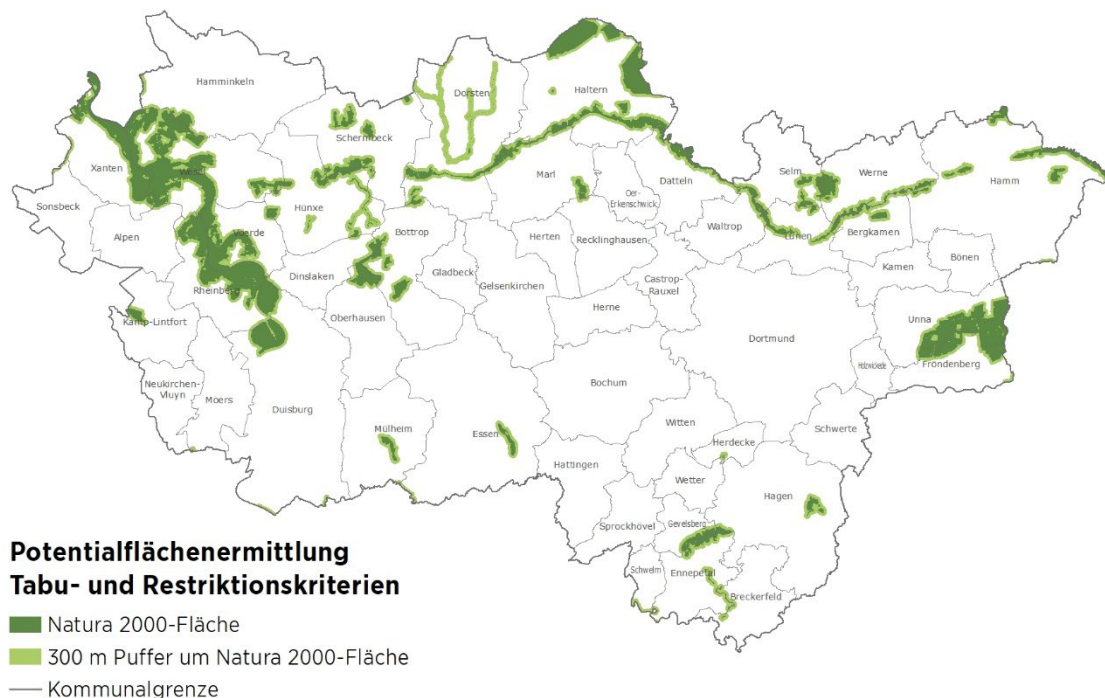 Hamminkeln
Dorsten
Haltern
Schermbeck
Xanten
Wesel
Marl
Oer-
Erkenschwick
Datteln
Selm
Werne
Hamm
Sonsbeck
Alpen
Voerde
Hünxe
Bottrop
Herten
Recklinghausen
Waltrop
Lünen
Bergkamen
Kamen
Bönen
Rheinberg
Dinslaken
Gladbeck
Gelsenkirchen
Castrop-
Rauxel
Herne
Kamp-Lintfort
Oberhausen
Dortmund
Unna
Holzwickede
Fröndenberg
Neukirchen-
Vluyn
Moers
Duisburg
Mülheim
Essen
Bochum
Witten
Herdecke
Schwerte
Hattingen
Wetter
Hagen
Sprockhövel
Gevelsberg
Schwelm
Ennepetal
Breckerfeld
Potentialflächenermittlung
Tabu- und Restriktionskriterien
Natura 2000-Fläche
300 m Puffer um Natura 2000-Fläche
Kommunalgrenze